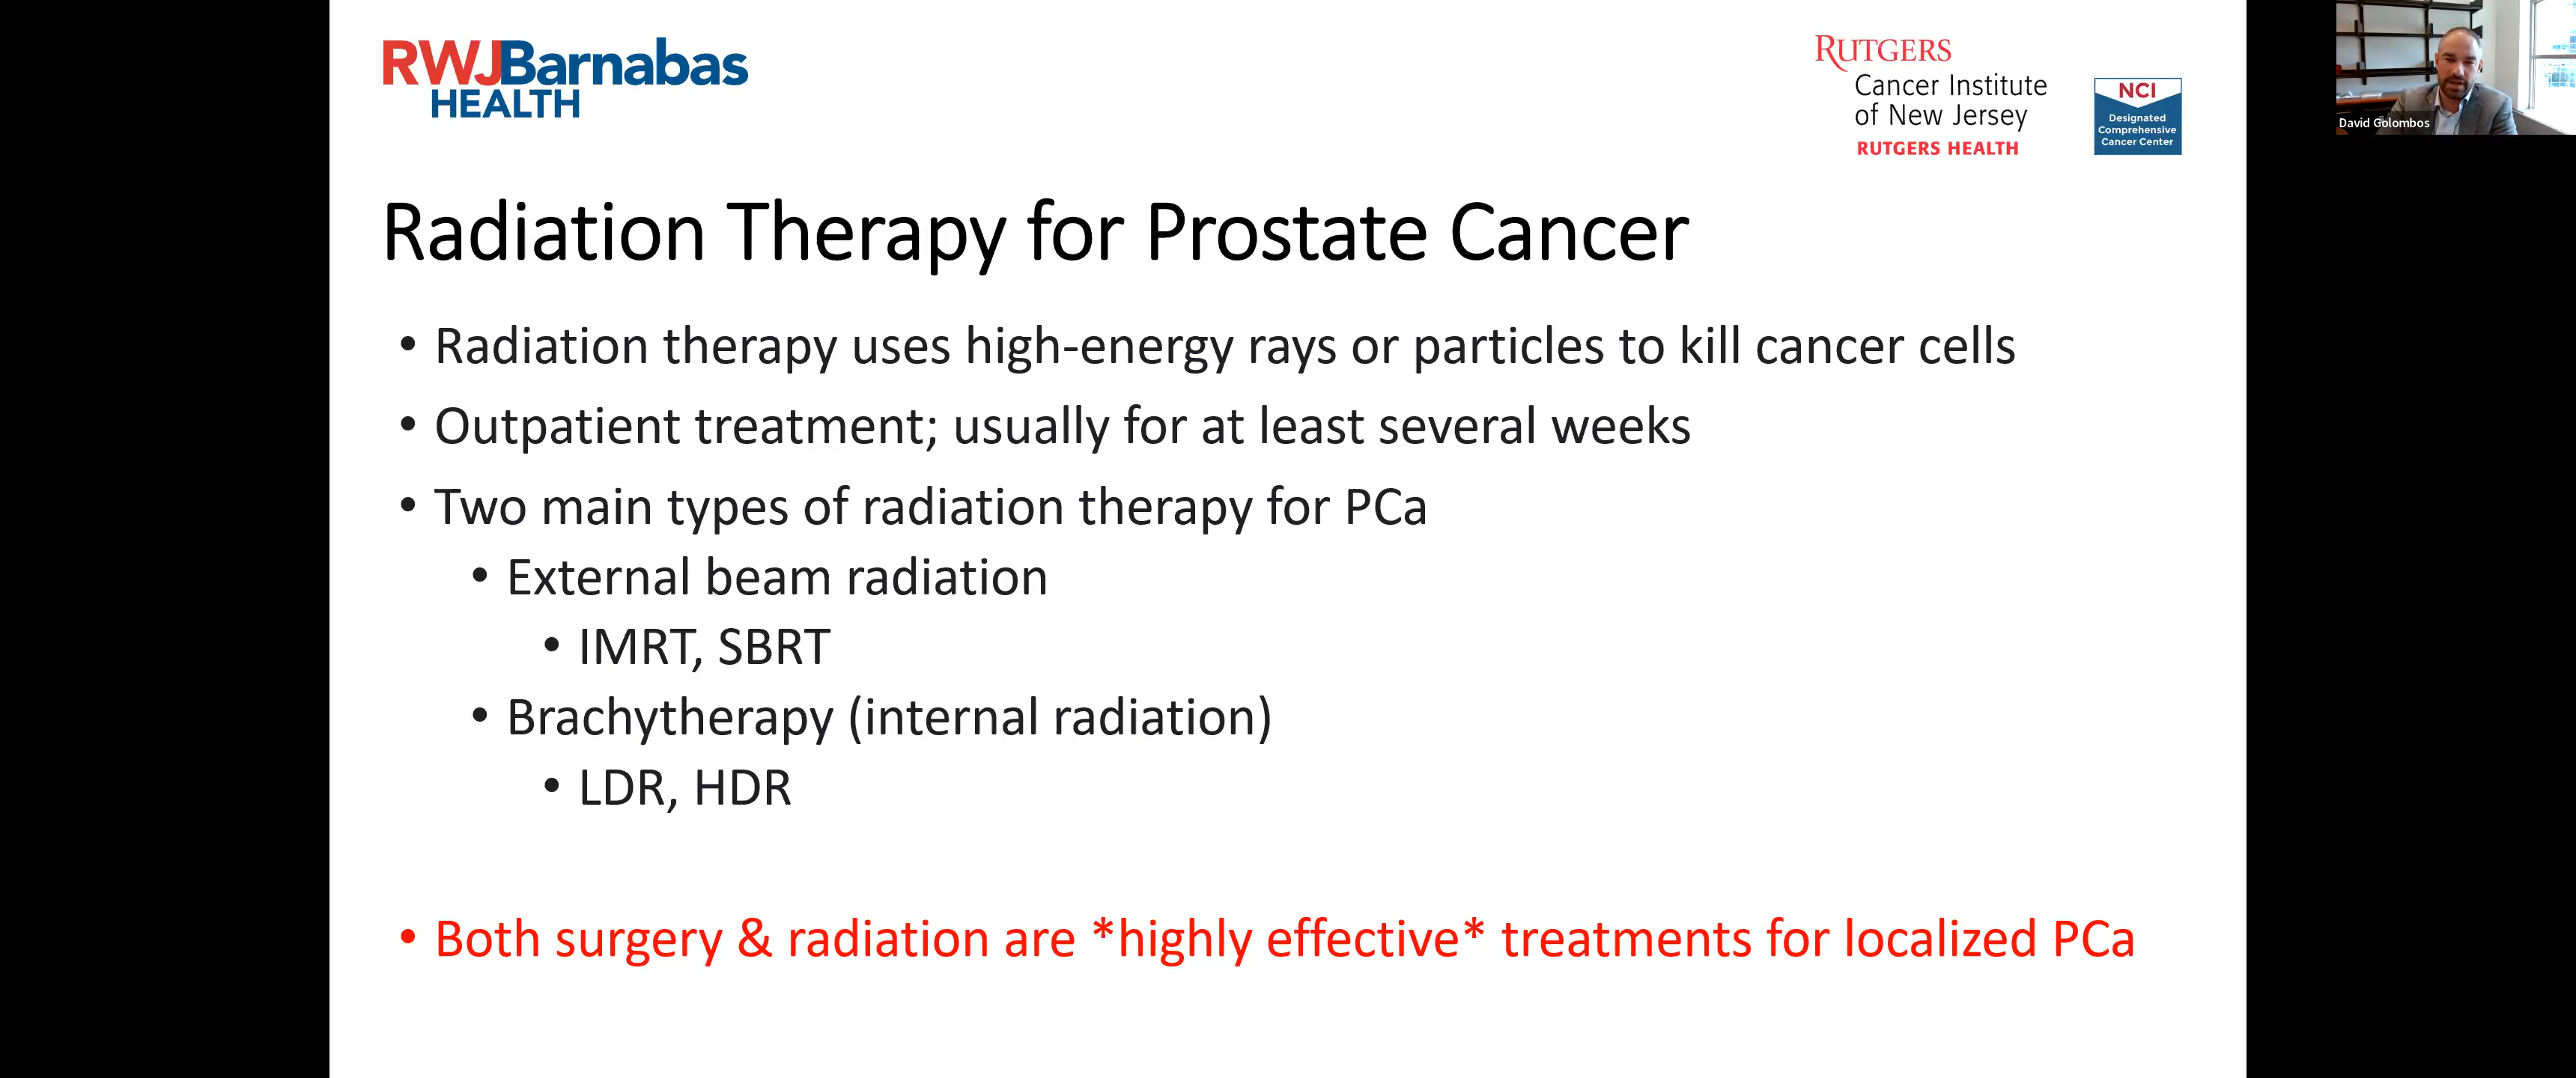 RWJBarnabas
HEALTH
RUTGERS
Cancer Institute
of New Jersey
RUTGERS HEALTH
NCI
Designated
Comprehensive
Cancer Center
David Golombos
Radiation Therapy for Prostate Cancer
• Radiation therapy uses high-energy rays or particles to kill cancer cells
• Outpatient treatment; usually for at least several weeks
• Two main types of radiation therapy for PCa
• External beam radiation
• IMRT, SBRT
• Brachytherapy (internal radiation)
• LDR, HDR
• Both surgery & radiation are *highly effective* treatments for localized PCa